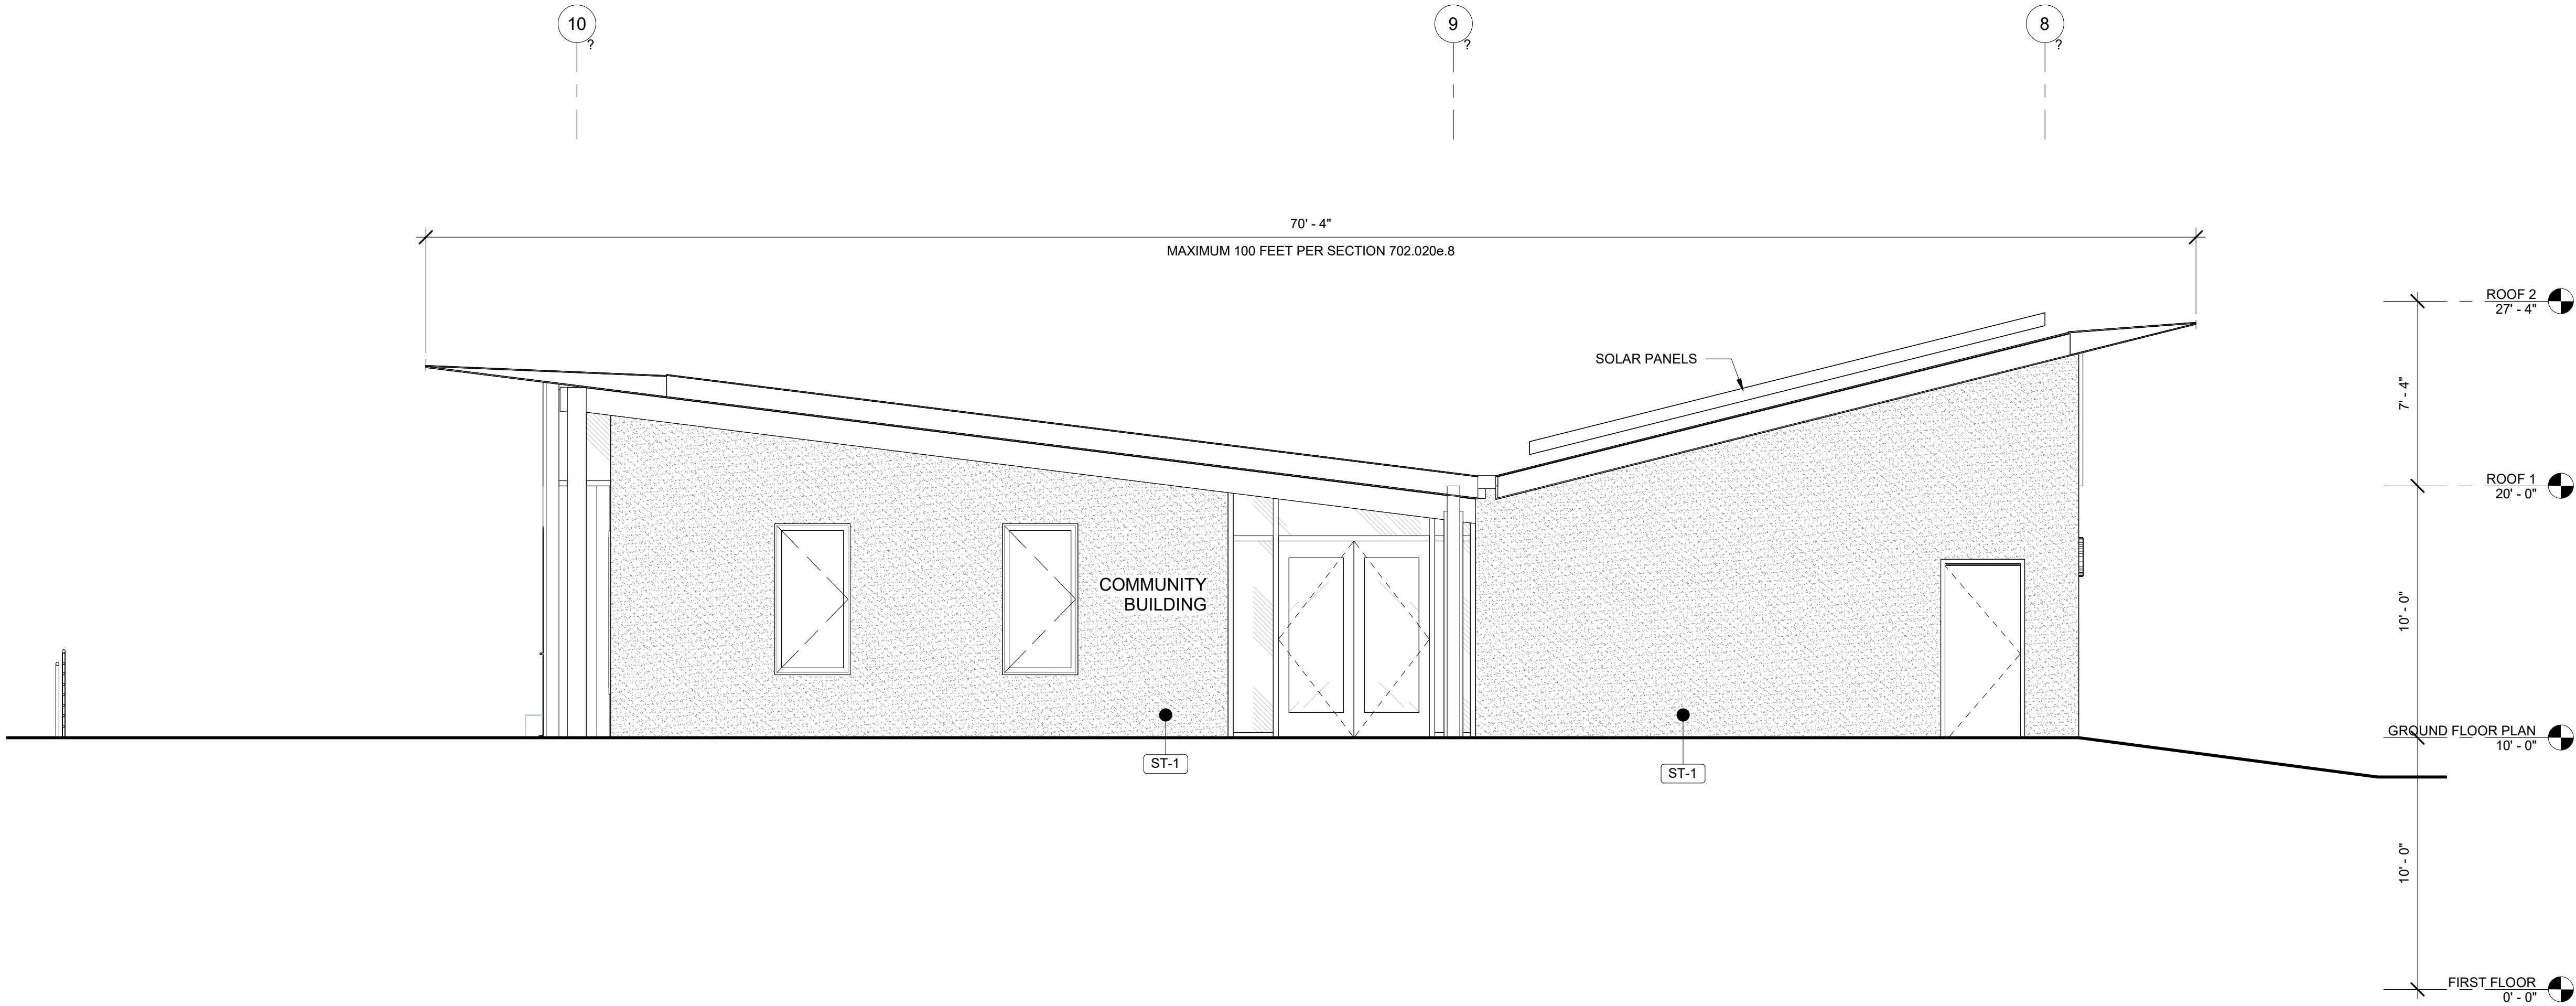 10
?
9
?
8
?
70' - 4"
MAXIMUM 100 FEET PER SECTION 702.020e.8
ROOF 2
27' - 4"
SOLAR PANELS
7' - 4"
ROOF 1
20' - 0"
COMMUNITY
BUILDING
10' - 0"
GROUND FLOOR PLAN
10' - 0"
ST-1
ST-1
10' - 0"
FIRST FLOOR
0' - 0"